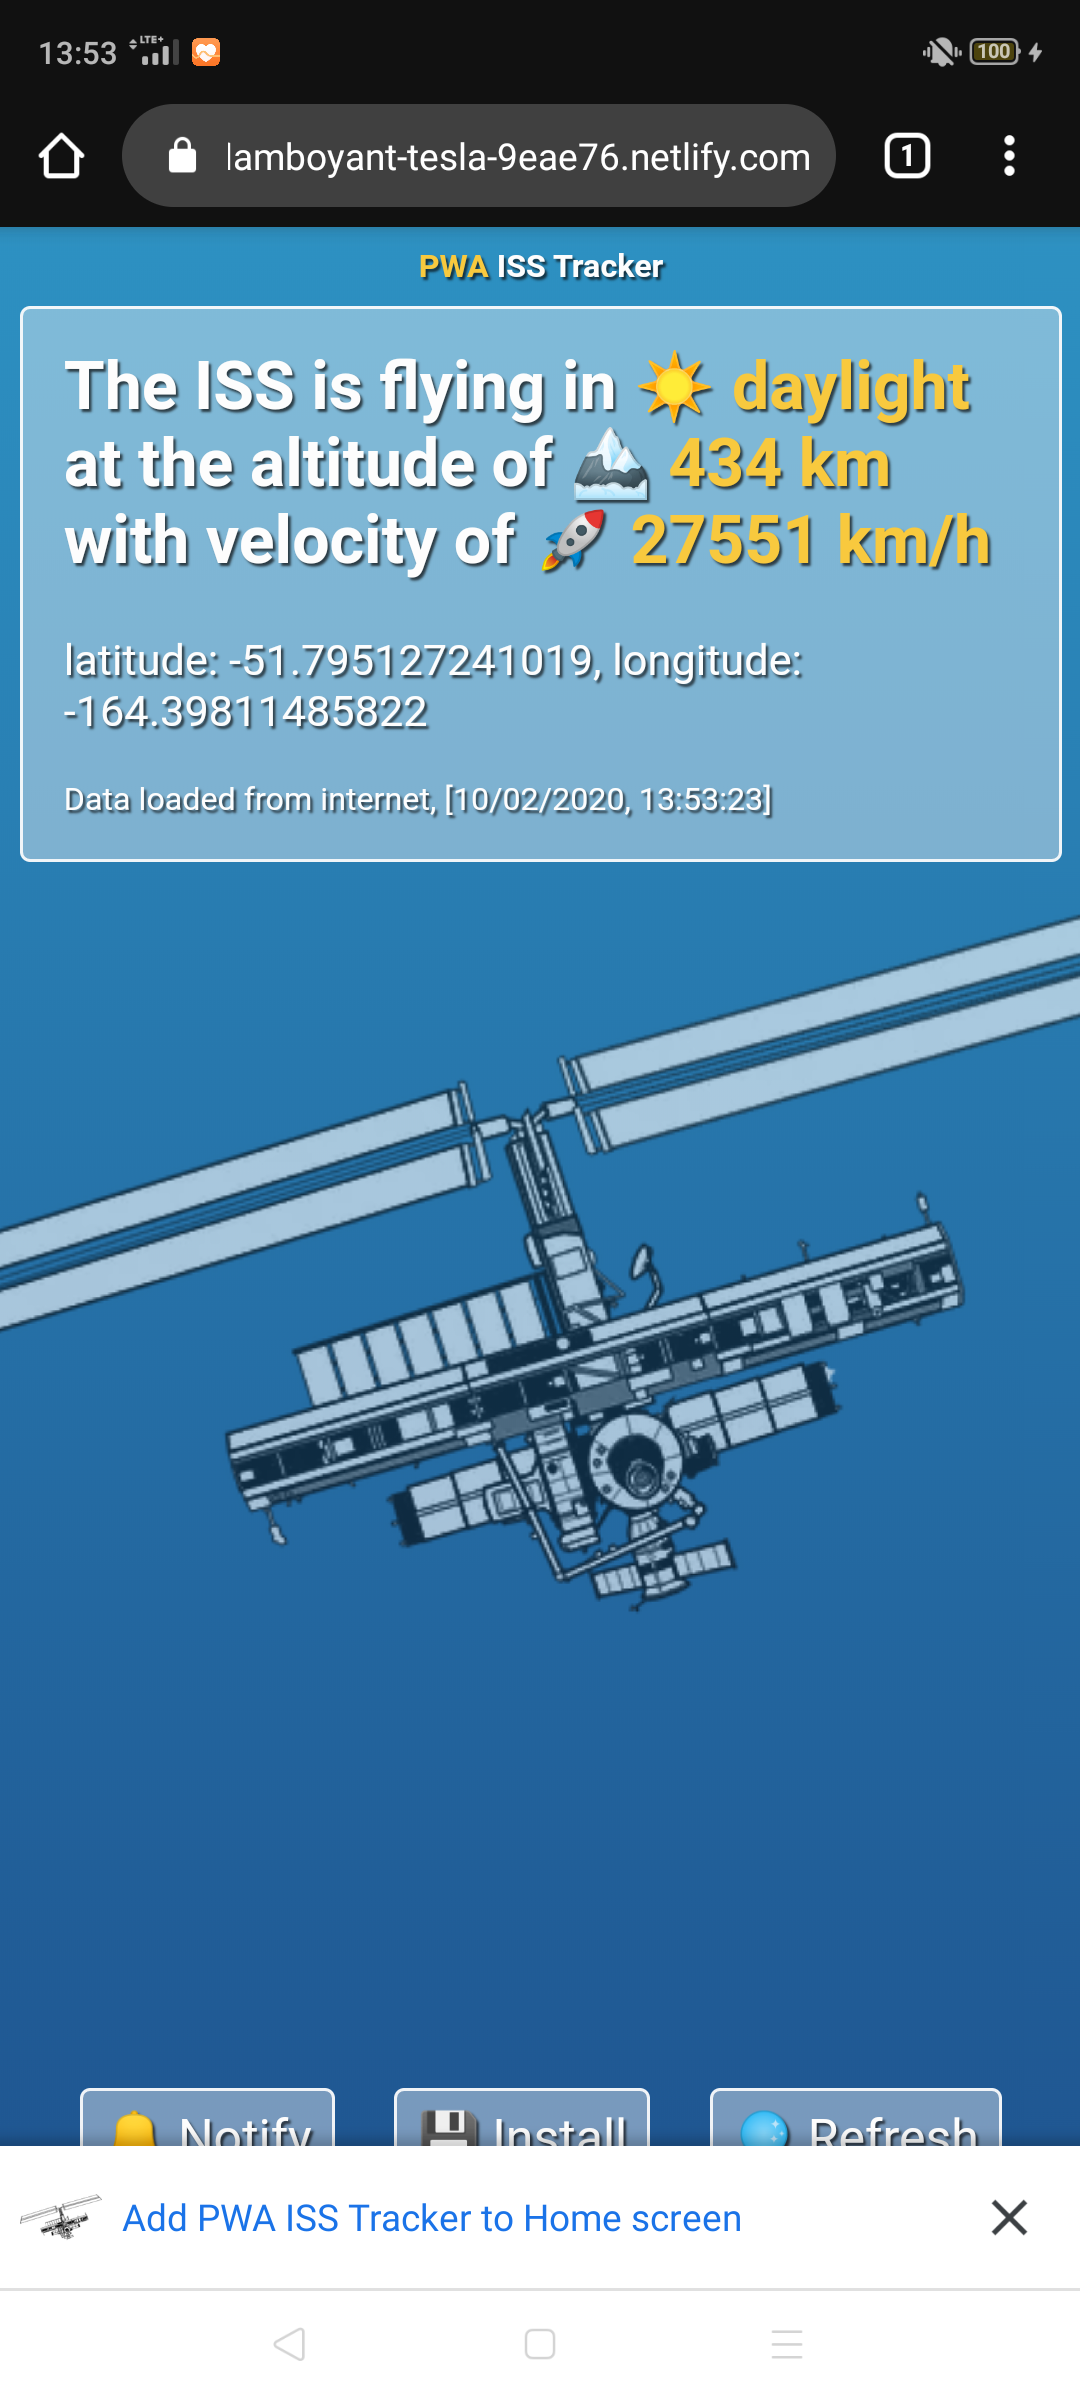 13:53 LTE+ 100
lamboyant-tesla-9eae76.netlify.com 1
PWA ISS Tracker
The ISS is flying in ☀️ daylight
at the altitude of 🏔️ 434 km
with velocity of 🚀 27551 km/h
latitude: -51.795127241019, longitude:
-164.39811485822
Data loaded from internet, [10/02/2020, 13:53:23]
Notify Install Refresh
Add PWA ISS Tracker to Home screen